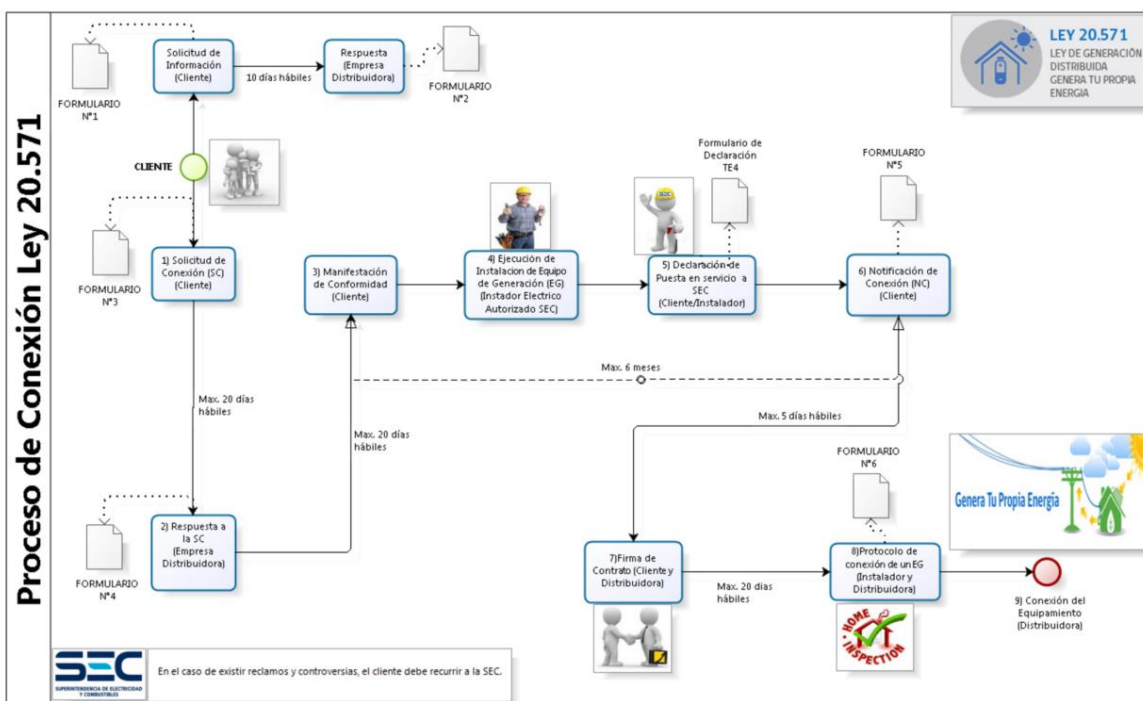 Proceso de Conexión Ley 20.571
LEY 20.571
LEY DE GENERACIÓN
DISTRIBUIDA
GENERA TU PROPIA
ENERGIA
Solicitud de
Información
(Cliente)
10 días hábiles
Respuesta
(Empresa
Distribuidora)
FORMULARIO
N°1
FORMULARIO
N°2
CLIENTE
FORMULARIO
N°3
1) Solicitud de
Conexión (SC)
(Cliente)
3) Manifestación
de Conformidad
(Cliente)
4) Ejecución de
Instalacion de Equipo
de Generación (EG)
(Instador Electrico
Autorizado SEC)
Formulario de
Declaración
TE4
5) Declaración de
Puesta en servicio a
SEC
(Cliente/Instalador)
FORMULARIO
N°5
6) Notificación de
Conexión (NC)
(Cliente)
Max. 6 meses
Max. 20 días
hábiles
Max. 20 días
hábiles
Max. 5 días hábiles
FORMULARIO
N°4
2) Respuesta a
la SC
(Empresa
Distribuidora)
7)Firma de
Contrato (Cliente y
Distribuidora)
Max. 20 dias
hábiles
FORMULARIO
N°6
8)Protocolo de
conexión de un EG
(Instalador y
Distribuidora)
HOME
INSPECTION
Genera Tu Propia Energía
9) Conexión del
Equipamiento
(Distribuidora)
SEC
SUPERINTENDENCIA DE ELECTRICIDAD
Y COMBUSTIBLES
En el caso de existir reclamos y controversias, el cliente debe recurrir a la SEC.